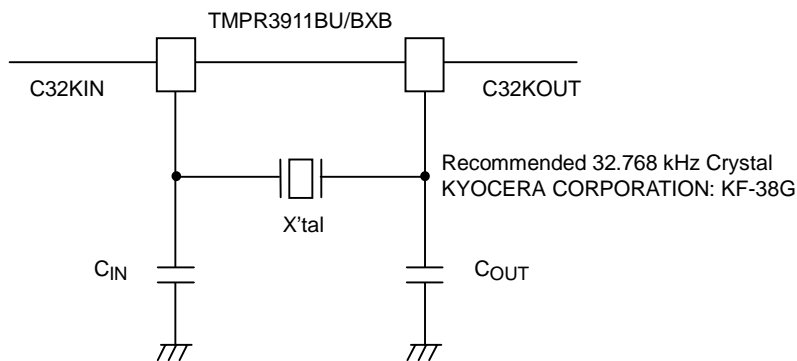 TMPR3911BU/BXB
C32KIN
C32KOUT
Recommended 32.768 kHz Crystal
KYOCERA CORPORATION: KF-38G
X'tal
CIN
COUT